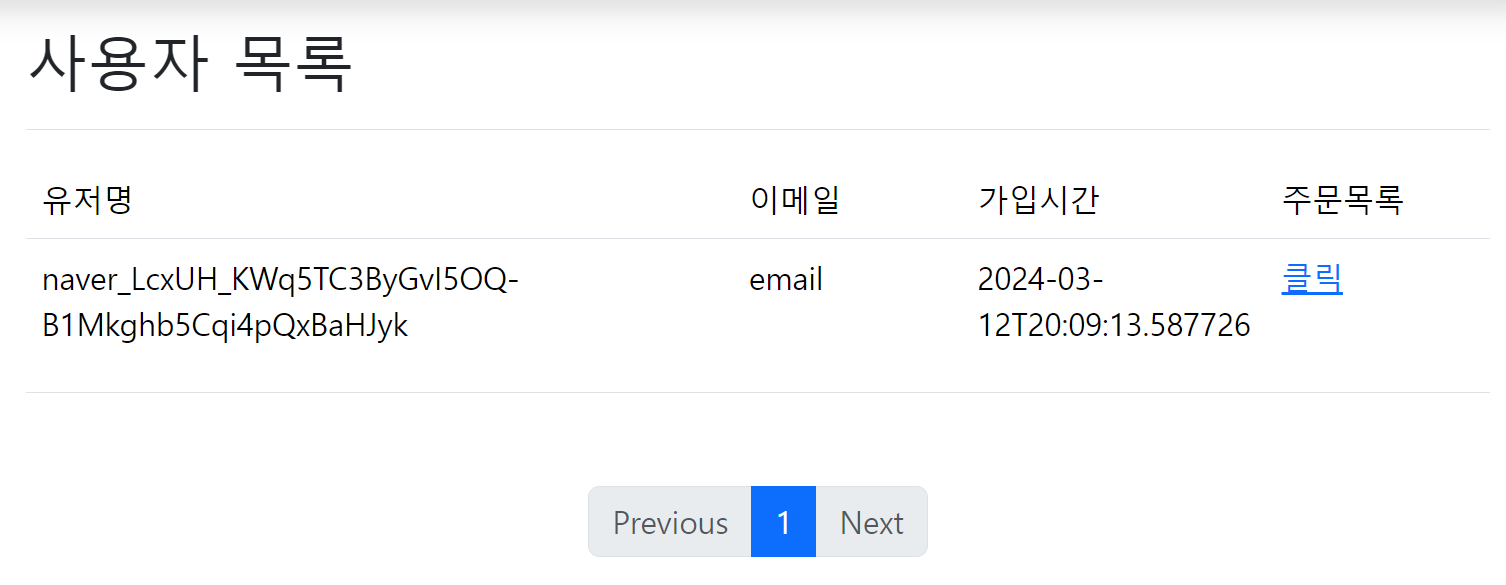 사용자 목록
유저명 이메일 가입시간 주문목록
naver_LcxUH_KWq5TC3ByGvI5OQ- email 2024-03- 클릭
B1Mkghb5Cqi4pQxBaHJyk 12T20:09:13.587726
Previous 1 Next